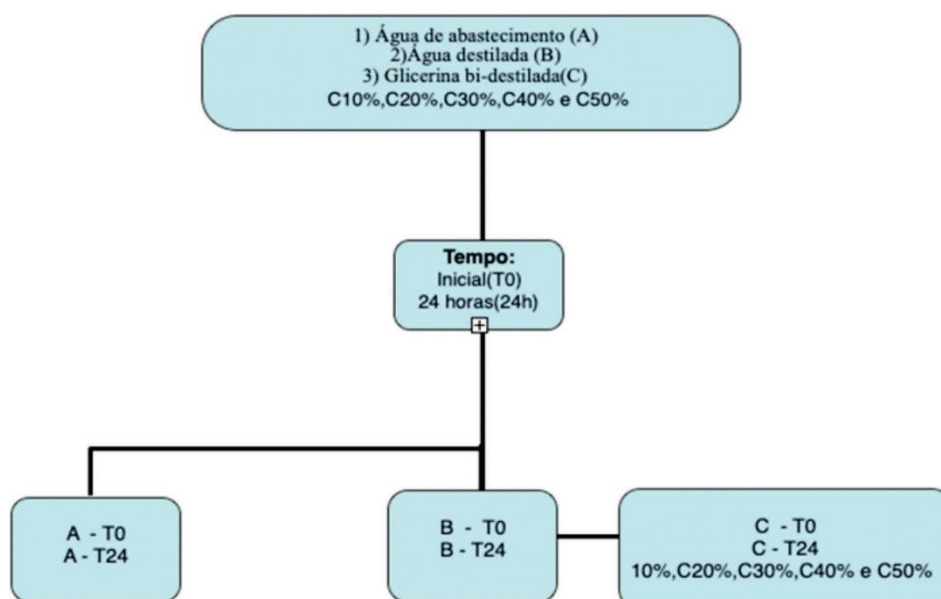 1) Água de abastecimento (A)
2)Água destilada (B)
3) Glicerina bi-destilada(C)
C10%,C20%,C30%,C40% e C50%
Tempo:
Inicial(T0)
24 horas(24h)
A - T0
A - T24
B - T0
B - T24
C - T0
C - T24
10%,C20%,C30%,C40% e C50%